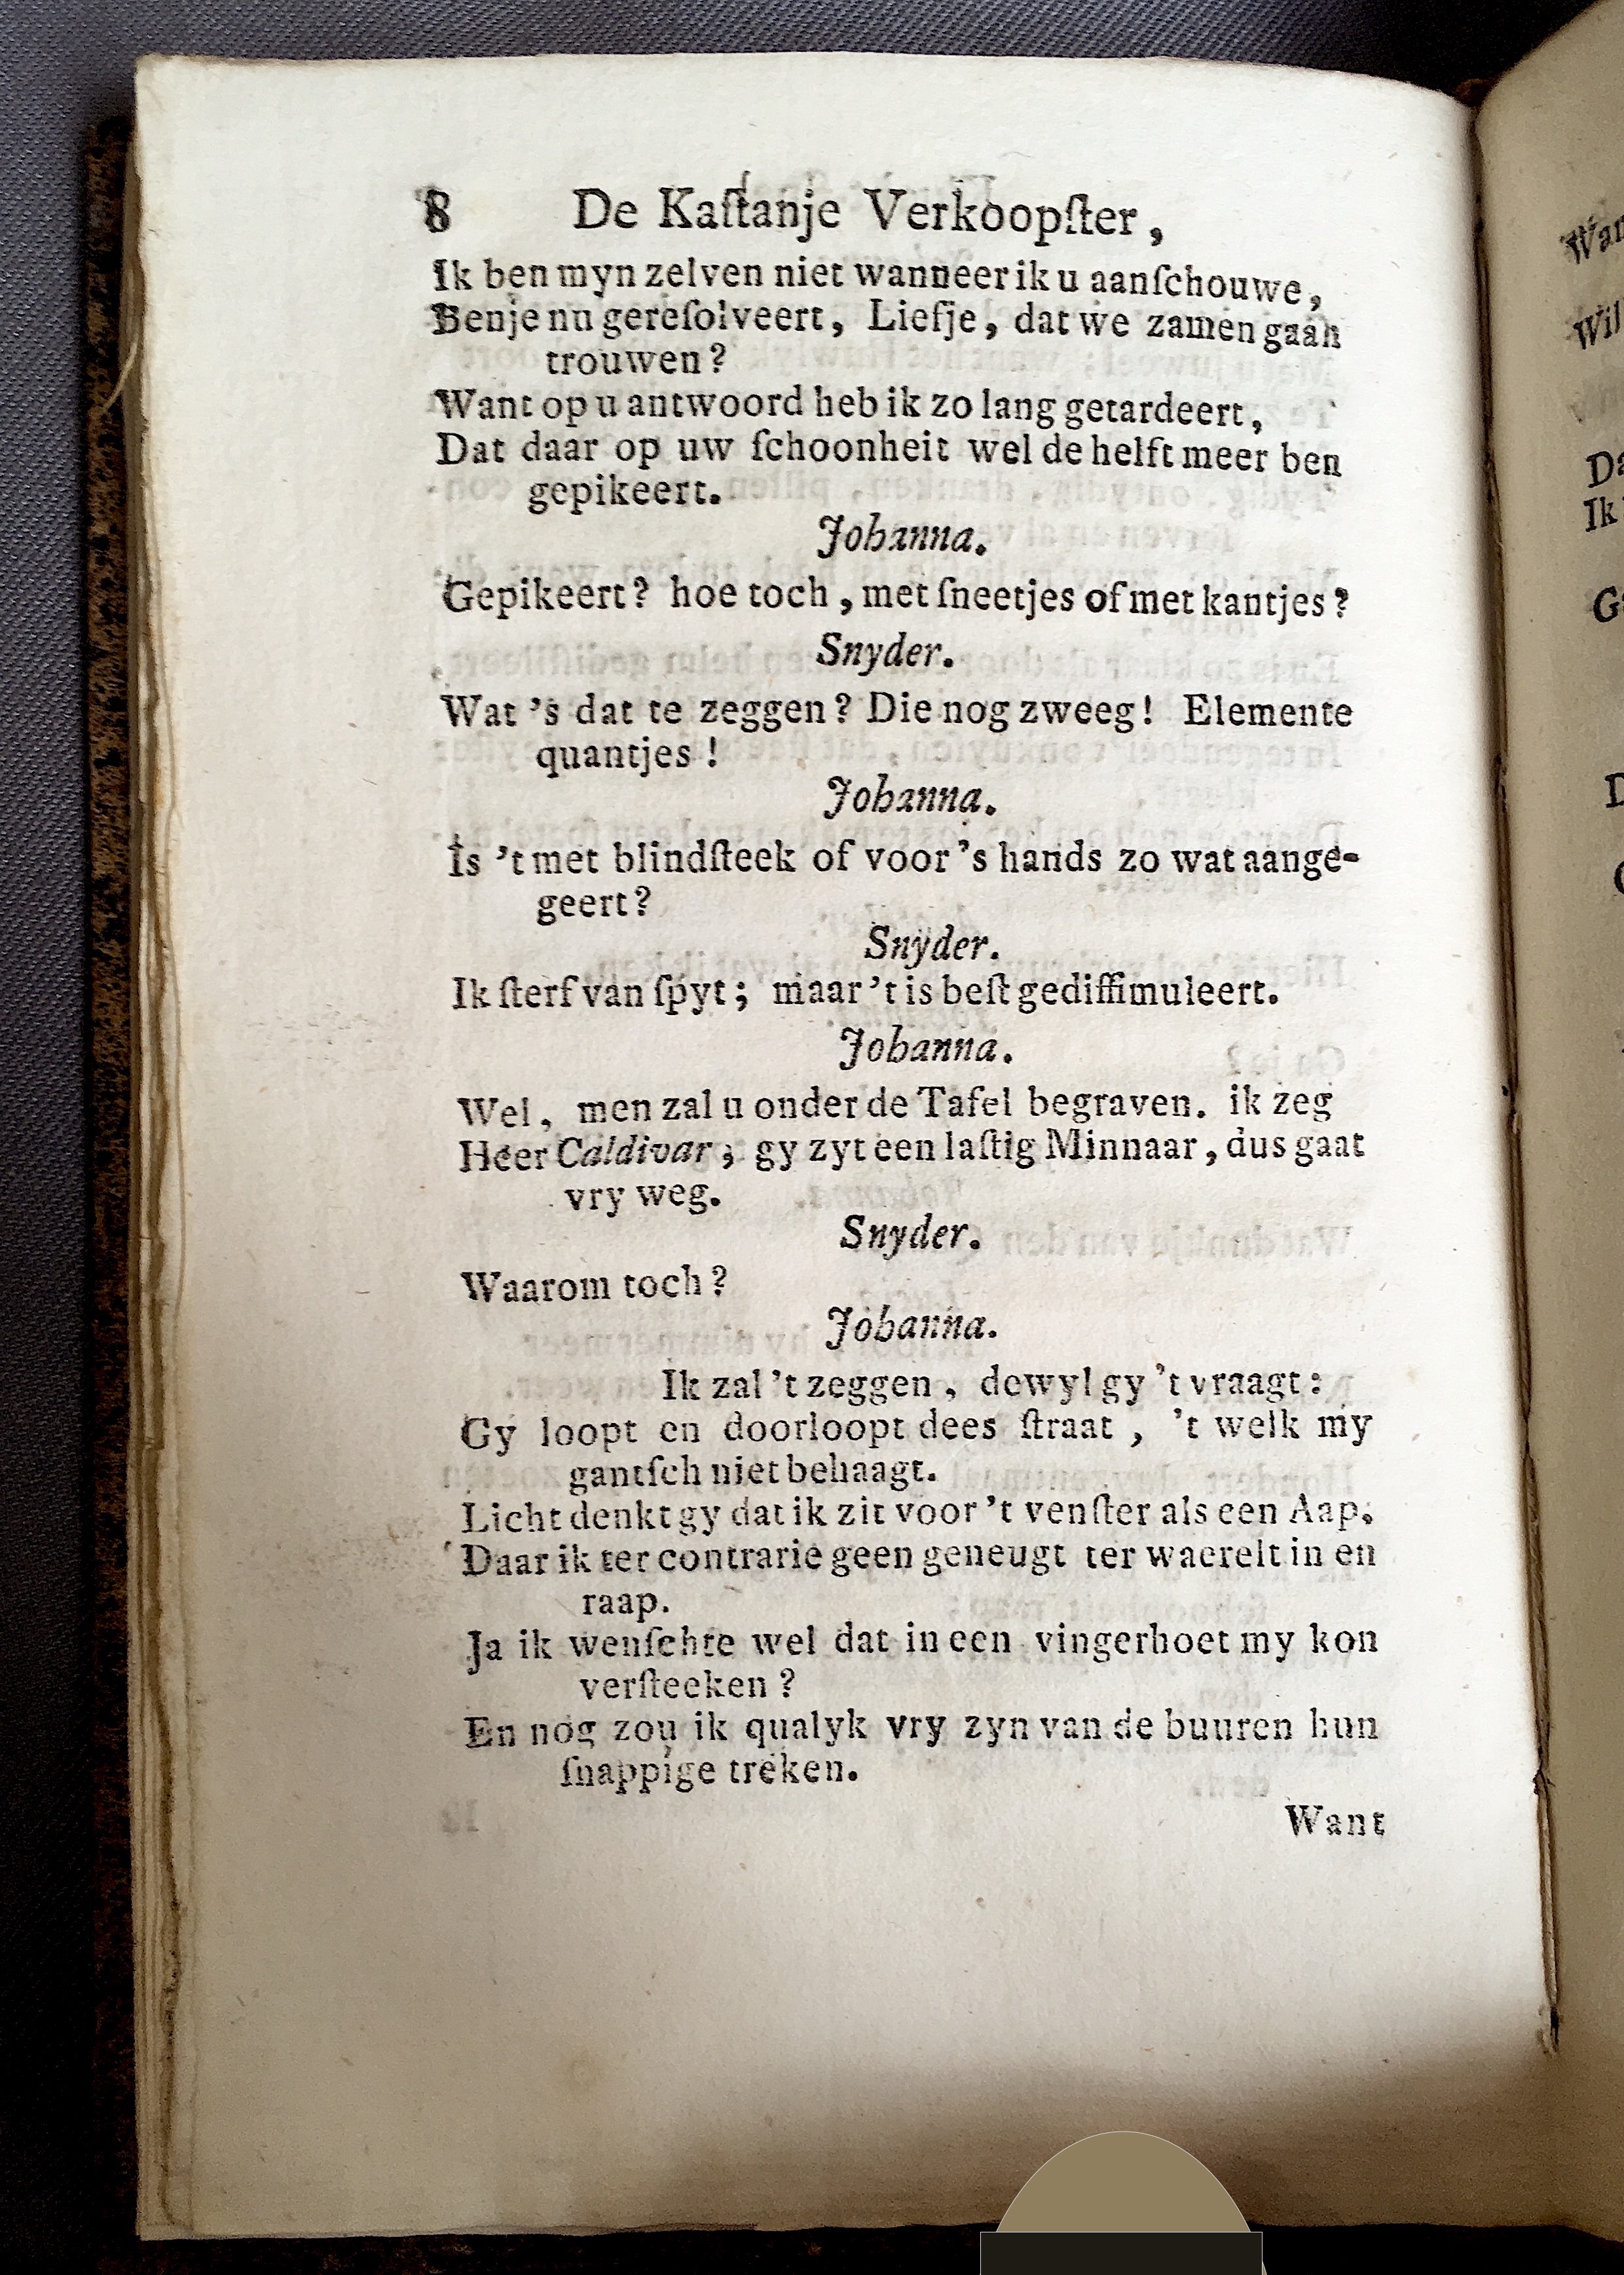 8 De Kaſtanje Verkoopſter,
Ik ben myn zelven niet wanneer ik u aanſchouwe,
Benje nu gereſolveert, Liefje, dat we zamen gaan
trouwen?
Want op u antwoord heb ik zo lang getardeert,
Dat daar op uw ſchoonheit wel de helft meer ben
gepikeert.
Johanna.
Gepikeert? hoe toch, met ſneetjes of met kantjes?
Snyder.
Wat 's dat te zeggen? Die nog zweeg! Elemente
quantjes!
Johanna.
Is 't met blindſteek of voor 's hands zo wat aange-
geert?
Snyder.
Ik ſterf van ſpyt; maar 't is beſt gediſſimuleert.
Johanna.
Wel, men zal u onder de Tafel begraven. ik zeg
Heer Caldivar; gy zyt een laſtig Minnaar, dus gaat
vry weg.
Snyder.
Waarom toch?
Johanna.
Ik zal 't zeggen, dewyl gy 't vraagt:
Gy loopt en doorloopt dees ſtraat, 't welk my
gantſch niet behaagt.
Licht denkt gy dat ik zit voor 't venſter als een Aap.
Daar ik ter contrarie geen geneugt ter waerelt in en
raap.
Ja ik wenſchte wel dat in een vingerhoet my kon
verſteeken?
En nog zou ik qualyk vry zyn van de buuren hun
ſnappige treken.
Want
Wan
Wil
Da
Ik
G